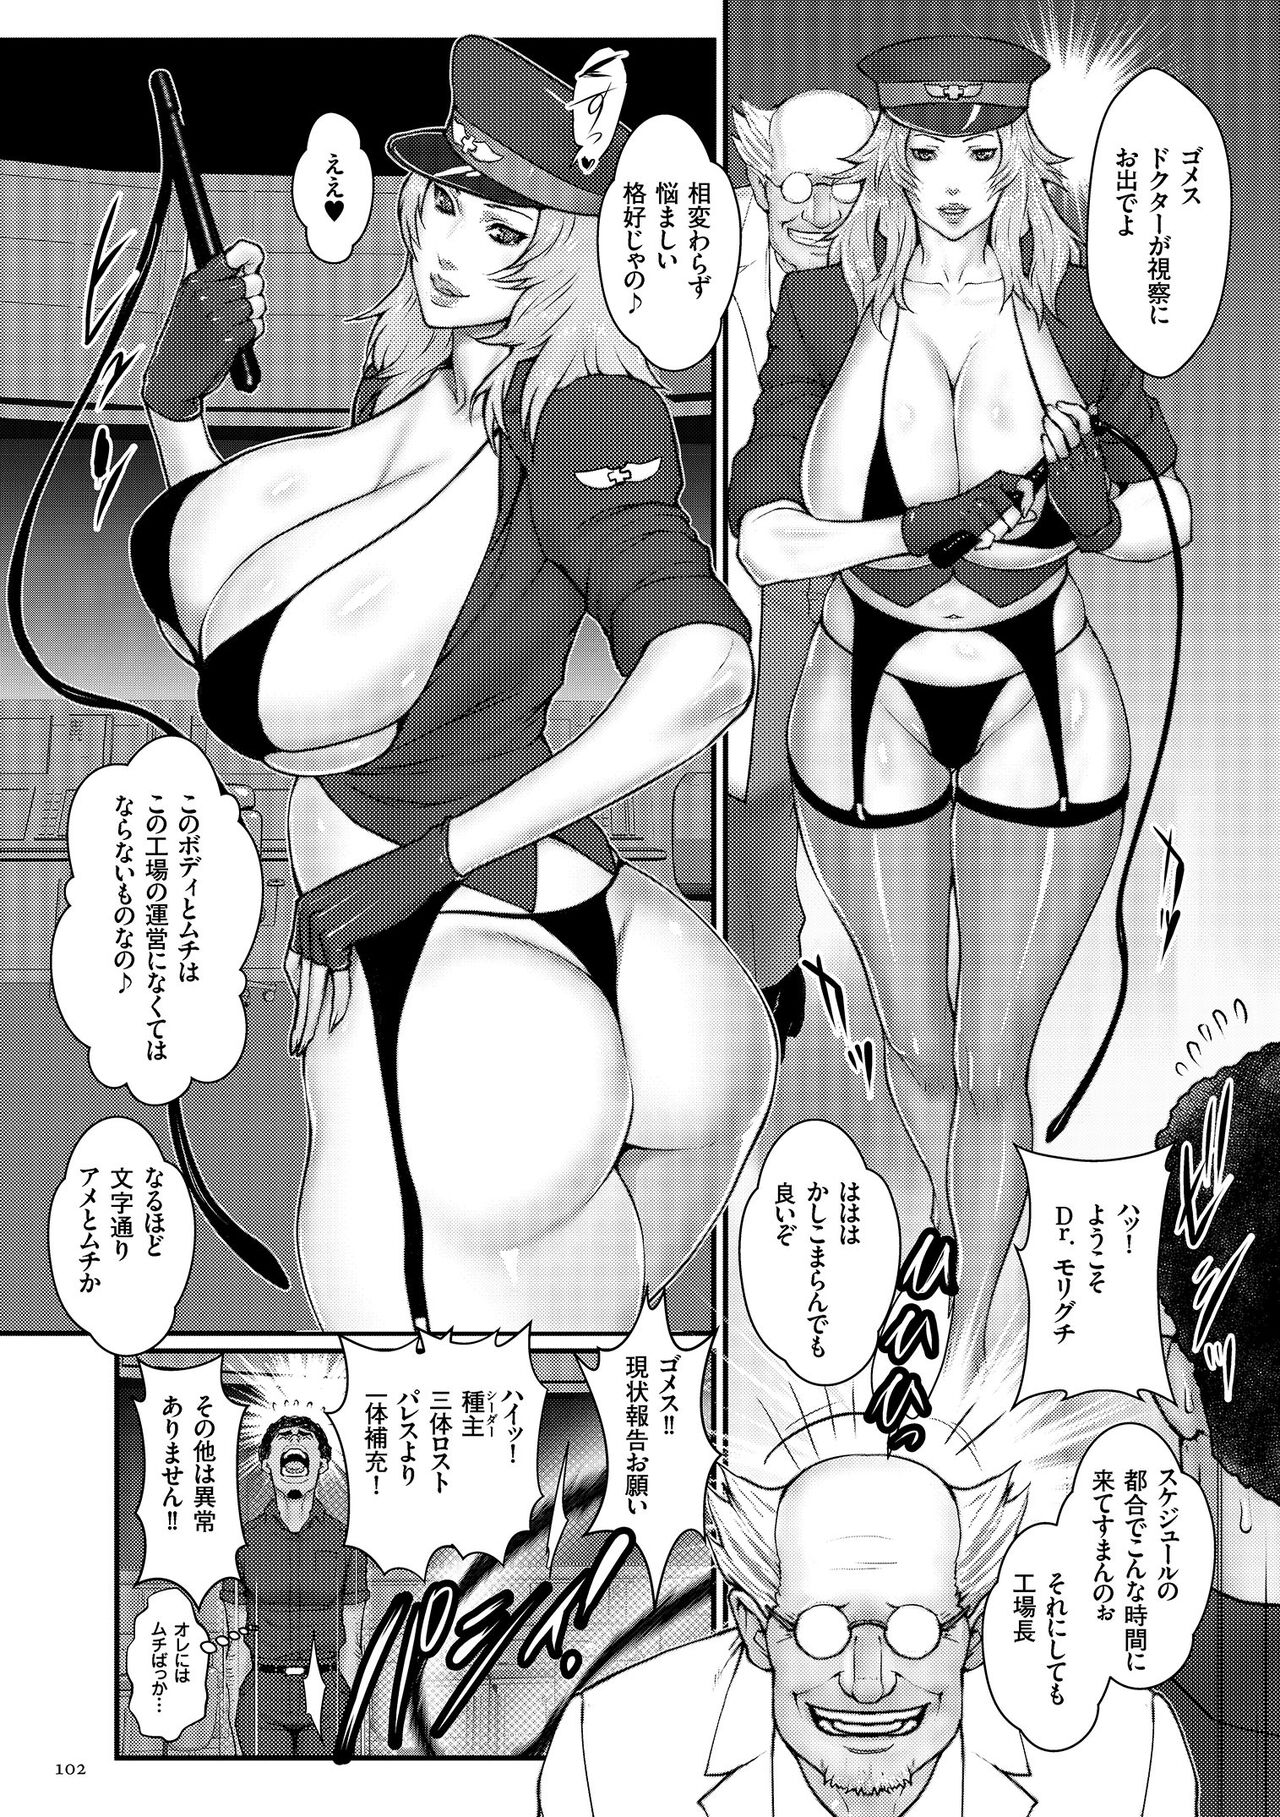 ゴメス
ドクターが視察に
お出でよ
ハッ！
ようこそ
Dr．モリグチ
ははは
かしこまらんでも
良いぞ
ひひひひっ
スケジュールの
都合でこんな時間に
来てすまんのぉ
それにしても
工場長
相変わらず
悩ましい
格好じゃの♪
すっ♥
ええ♥
このボディとムチは
この工場の運営になくては
ならないものなの♪
なるほど
文字通り
アメとムチか
ゴメス!!
現状報告お願い
パシィ!
ハイッ！
種主
シーダー
三体ロスト
パレスより
一体補充！
その他は異常
ありません!!
オレには
ムチばっか…
102